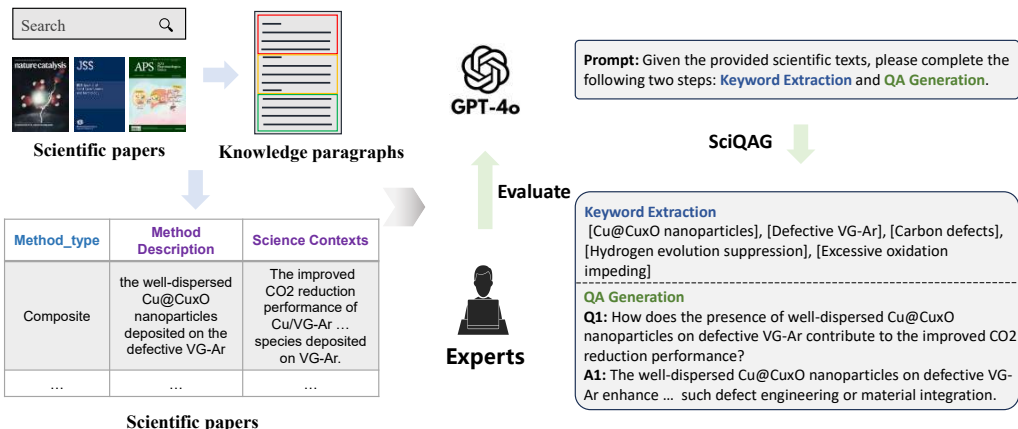 Search
nature catalysis
JSS
APS
Scientific papers
Knowledge paragraphs
Method_type
Method
Description
Science Contexts
Composite
the well-dispersed
Cu@CuxO
nanoparticles
deposited on the
defective VG-Ar
The improved
CO2 reduction
performance of
Cu/VG-Ar …
species deposited
on VG-Ar.
…
…
…
Scientific papers
GPT-4o
Evaluate
Experts
Prompt: Given the provided scientific texts, please complete the
following two steps: Keyword Extraction and QA Generation.
SciQAG
Keyword Extraction
[Cu@CuxO nanoparticles], [Defective VG-Ar], [Carbon defects],
[Hydrogen evolution suppression], [Excessive oxidation
impeding]
QA Generation
Q1: How does the presence of well-dispersed Cu@CuxO
nanoparticles on defective VG-Ar contribute to the improved CO2
reduction performance?
A1: The well-dispersed Cu@CuxO nanoparticles on defective VG-
Ar enhance … such defect engineering or material integration.